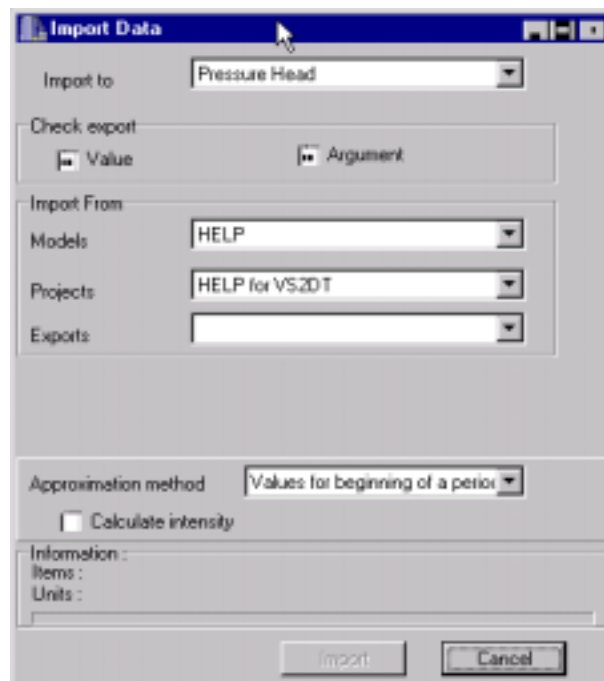 Import Data
Import to
Pressure Head
Check export
Value
Argument
Import From
Models
HELP
Projects
HELP for VS2DT
Exports
Approximation method
Values for beginning of a perio
Calculate intensity
Information :
Items :
Units :
Import
Cancel